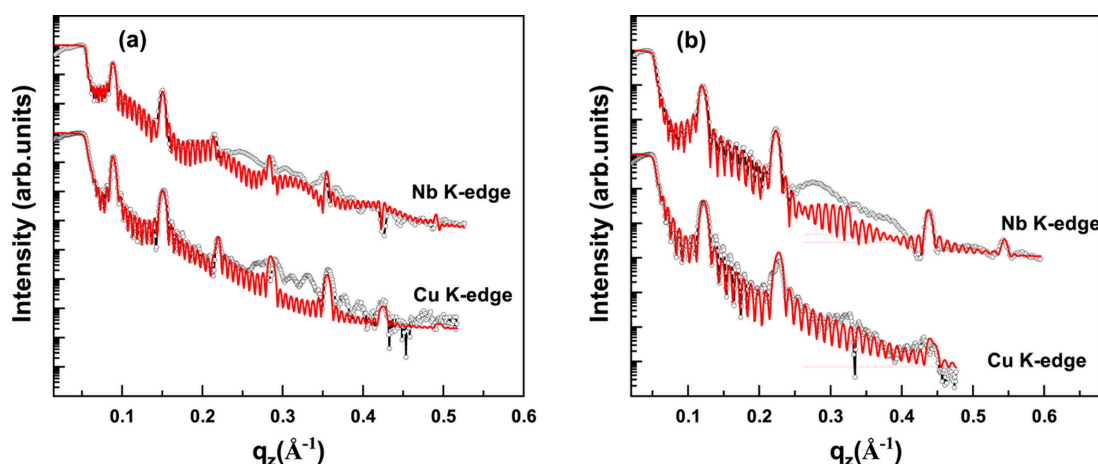 (a)
Intensity (arb.units)
Nb K-edge
Cu K-edge
0.1 0.2 0.3 0.4 0.5 0.6
q_z(Å⁻¹)
(b)
Intensity (arb.units)
Nb K-edge
Cu K-edge
0.1 0.2 0.3 0.4 0.5 0.6
q_z(Å⁻¹)